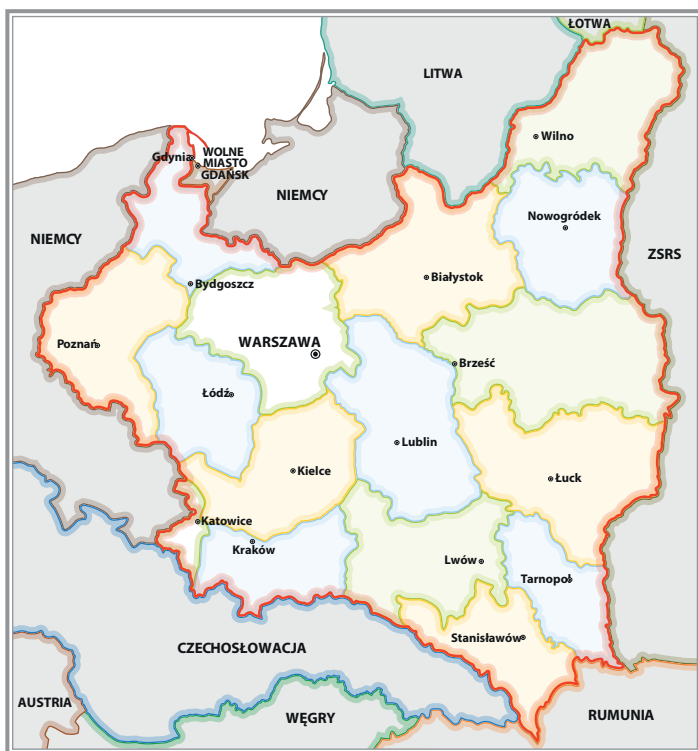 ŁOTWA
LITWA
Wilno
Gdynia
WOLNE
MIASTO
GDAŃSK
NIEMCY
Nowogródek
NIEMCY
ZSRS
Białystok
Bydgoszcz
WARSZAWA
Poznań
Brześć
Łódź
Lublin
Kielce
Łuck
Katowice
Kraków
Lwów
Tarnopol
Stanisławów
CZECHOSŁOWACJA
AUSTRIA
WĘGRY
RUMUNIA